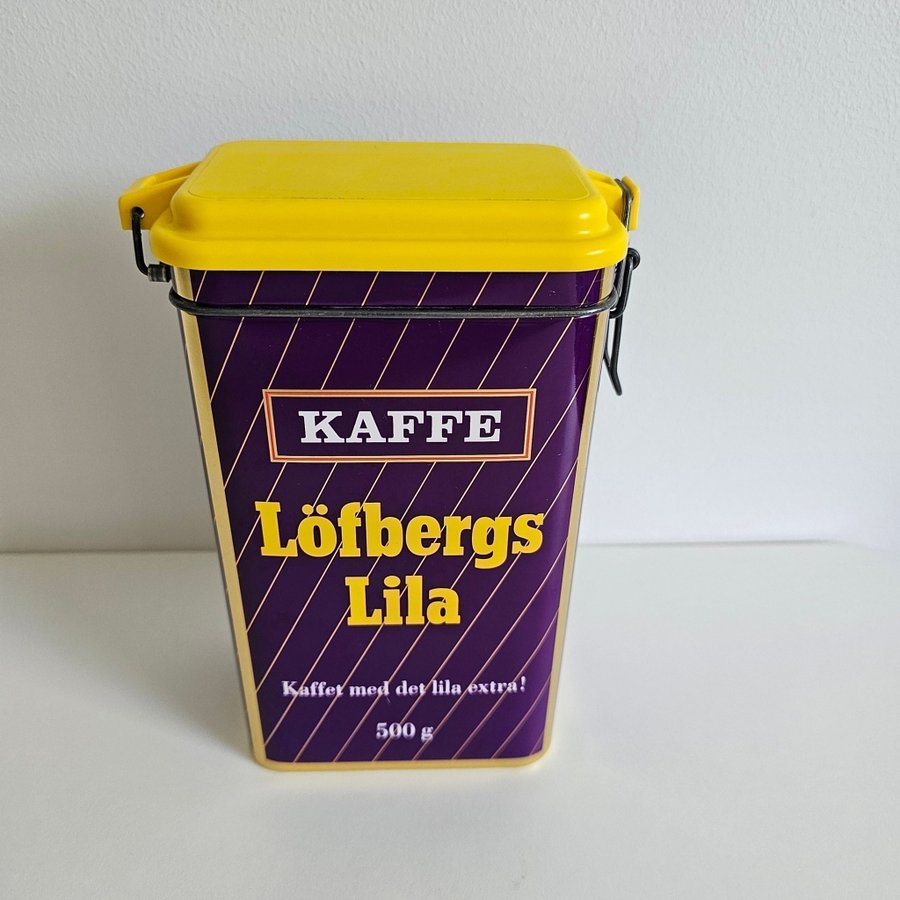 KAFFE
Löfbergs
Lila
Kaffet med det lila extra!
500 g